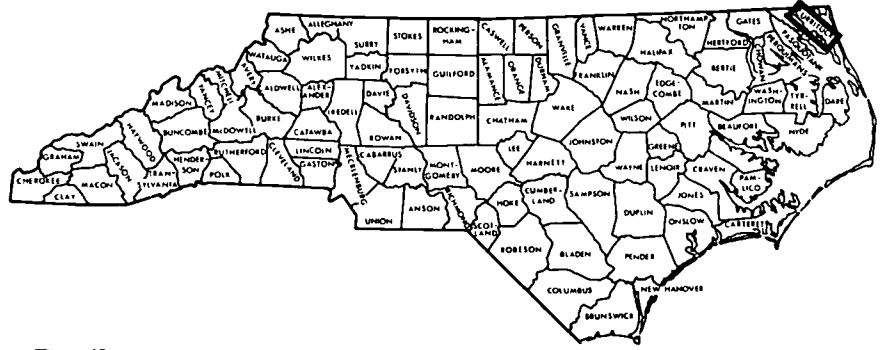 ASHE
ALLEGHANY
SURRY
STOKES
ROCKING-
HAM
CASWELL
PERSON
GRANVILLE
VANCE
WARREN
NORTHAMP
TON
GATES
CURRITUCK
CAMDEN
PASQUOTANK
PERQUIMANS
CHOWAN
HERTFORD
HALIFAX
BERTIE
WATAUGA
WILKES
YADKIN
FORSYTH
GUILFORD
ALAMANCE
ORANGE
DURHAM
FRANKLIN
NASH
EDGE-
COMBE
MARTIN
WASH-
INGTON
TYR-
RELL
DARE
MITCHELL
AVERY
CALDWELL
ALEX-
ANDER
IREDELL
DAVIE
DAVIDSON
RANDOLPH
CHATHAM
WAKE
WILSON
PITT
BEAUFORT
HYDE
MADISON
YANCEY
BURKE
CATAWBA
ROWAN
LEE
JOHNSTON
GREENE
HAYWOOD
BUNCOMBE
McDOWELL
SWAIN
GRAHAM
JACKSON
HENDER-
SON
RUTHERFORD
CLEVELAND
LINCOLN
GASTON
MECKLENBURG
CABARRUS
STANLY
MONT-
GOMERY
MOORE
HARNETT
WAYNE
LENOIR
CRAVEN
PAM-
LICO
CHEROKEE
CLAY
MACON
TRAN
SYLVANIA
POLK
UNION
ANSON
RICHMOND
HOKE
SCOT-
LAND
CUMBER-
LAND
SAMPSON
DUPLIN
JONES
ONSLOW
CARTERET
ROBESON
BLADEN
PENDER
COLUMBUS
NEW HANOVER
BRUNSWICK